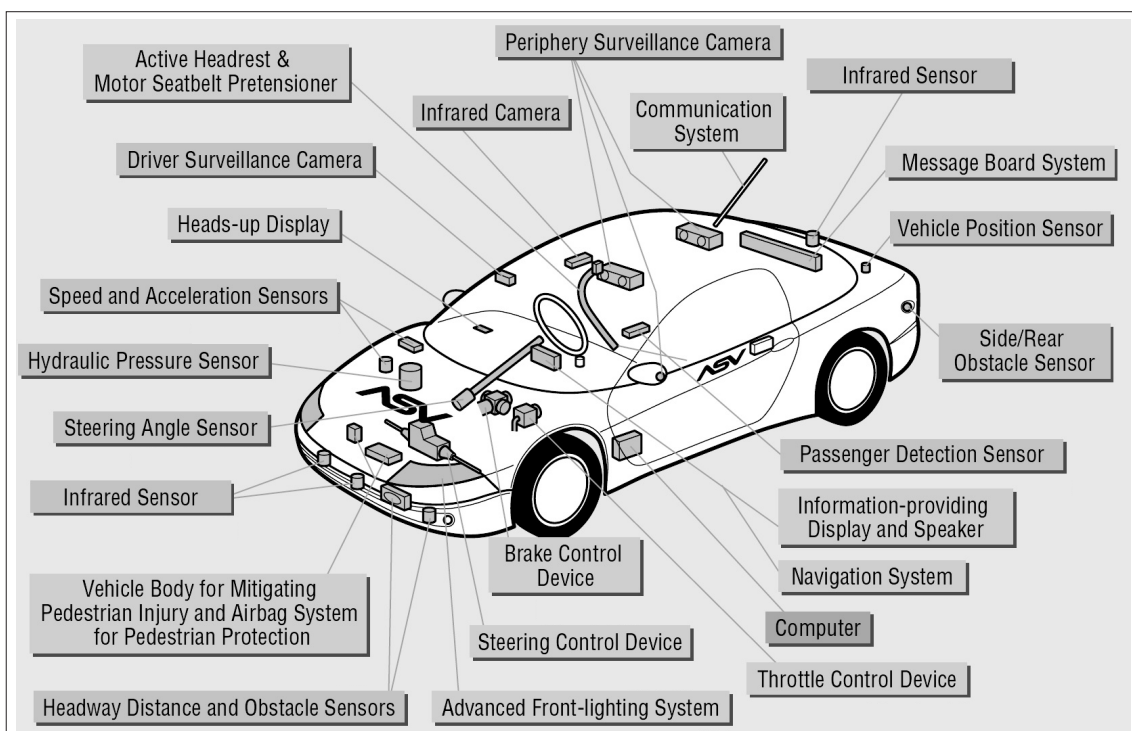 Periphery Surveillance Camera
Active Headrest &
Motor Seatbelt Pretensioner
Infrared Sensor
Infrared Camera
Communication
System
Driver Surveillance Camera
Message Board System
Heads-up Display
Vehicle Position Sensor
Speed and Acceleration Sensors
Side/Rear
Obstacle Sensor
Hydraulic Pressure Sensor
ASV
ASV
Steering Angle Sensor
Passenger Detection Sensor
Infrared Sensor
Information-providing
Display and Speaker
Brake Control
Device
Navigation System
Vehicle Body for Mitigating
Pedestrian Injury and Airbag System
for Pedestrian Protection
Computer
Steering Control Device
Throttle Control Device
Headway Distance and Obstacle Sensors
Advanced Front-lighting System